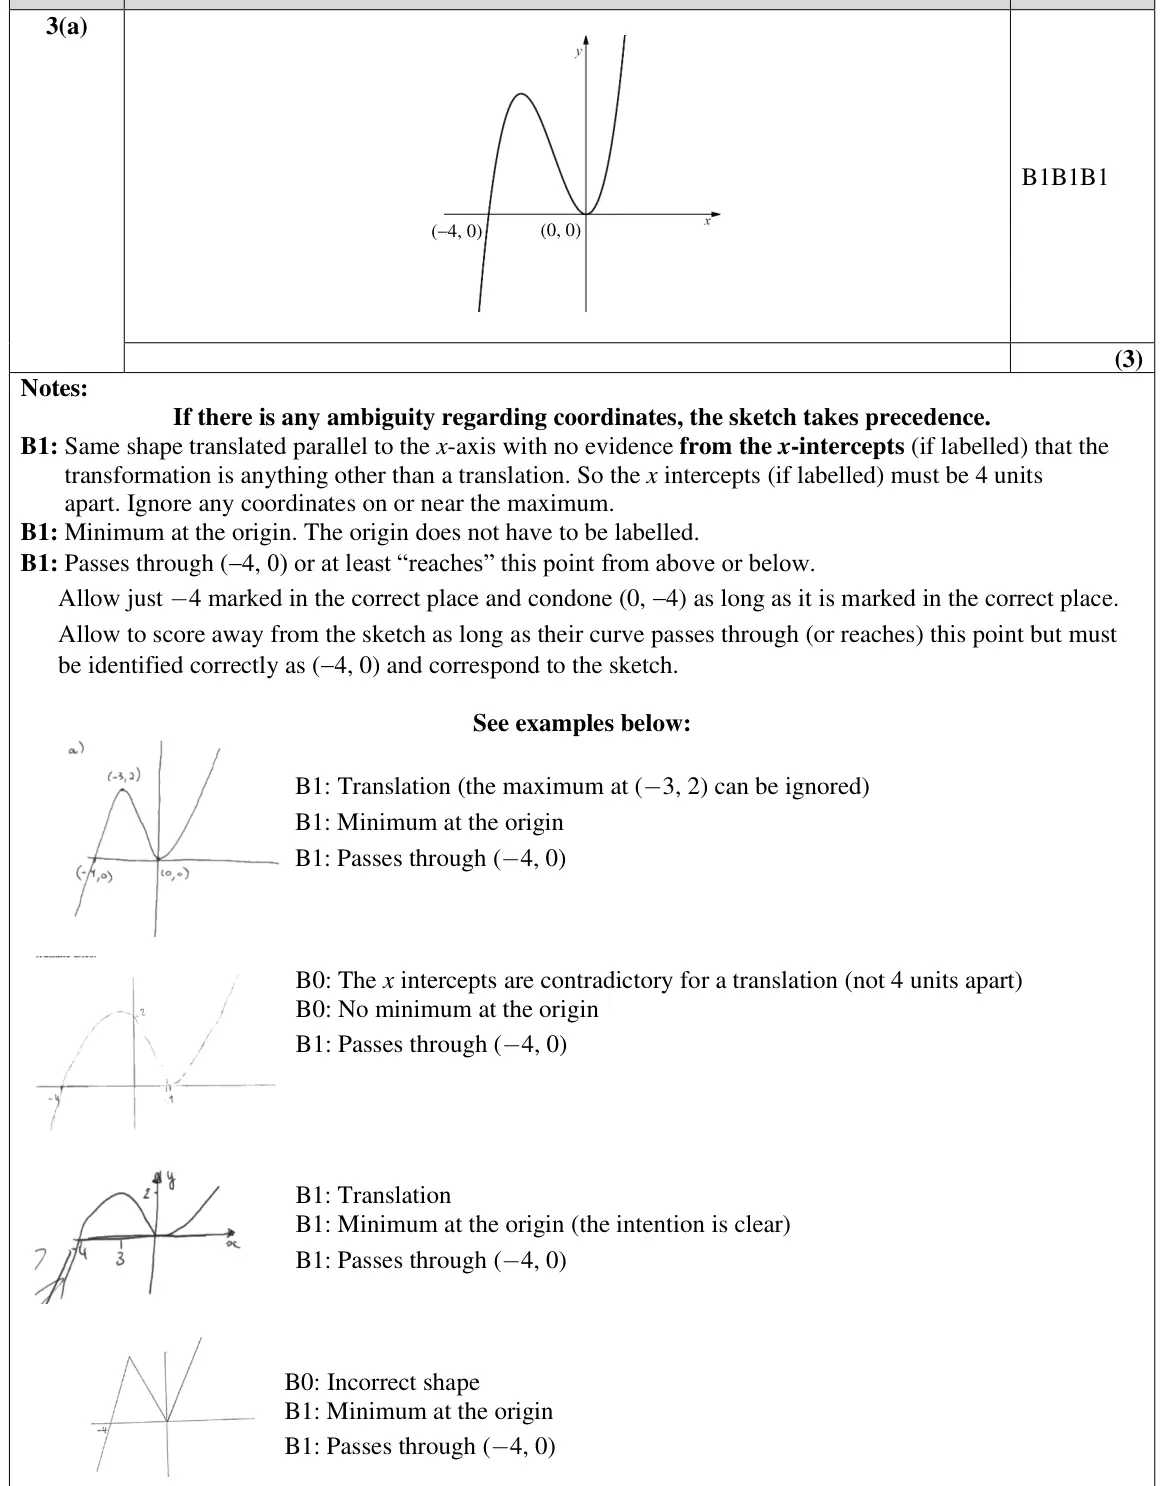 3(a)
y
x
(–4, 0)
(0, 0)
B1B1B1
(3)
Notes:
If there is any ambiguity regarding coordinates, the sketch takes precedence.
B1: Same shape translated parallel to the x-axis with no evidence from the x-intercepts (if labelled) that the
transformation is anything other than a translation. So the x intercepts (if labelled) must be 4 units
apart. Ignore any coordinates on or near the maximum.
B1: Minimum at the origin. The origin does not have to be labelled.
B1: Passes through (–4, 0) or at least “reaches” this point from above or below.
Allow just −4 marked in the correct place and condone (0, –4) as long as it is marked in the correct place.
Allow to score away from the sketch as long as their curve passes through (or reaches) this point but must
be identified correctly as (–4, 0) and correspond to the sketch.
See examples below:
a)
(-3,2)
(-4,0)
(0,0)
B1: Translation (the maximum at (−3, 2) can be ignored)
B1: Minimum at the origin
B1: Passes through (−4, 0)
2
-4
1
B0: The x intercepts are contradictory for a translation (not 4 units apart)
B0: No minimum at the origin
B1: Passes through (−4, 0)
y
2
-4
3
x
B1: Translation
B1: Minimum at the origin (the intention is clear)
B1: Passes through (−4, 0)
-4
B0: Incorrect shape
B1: Minimum at the origin
B1: Passes through (−4, 0)